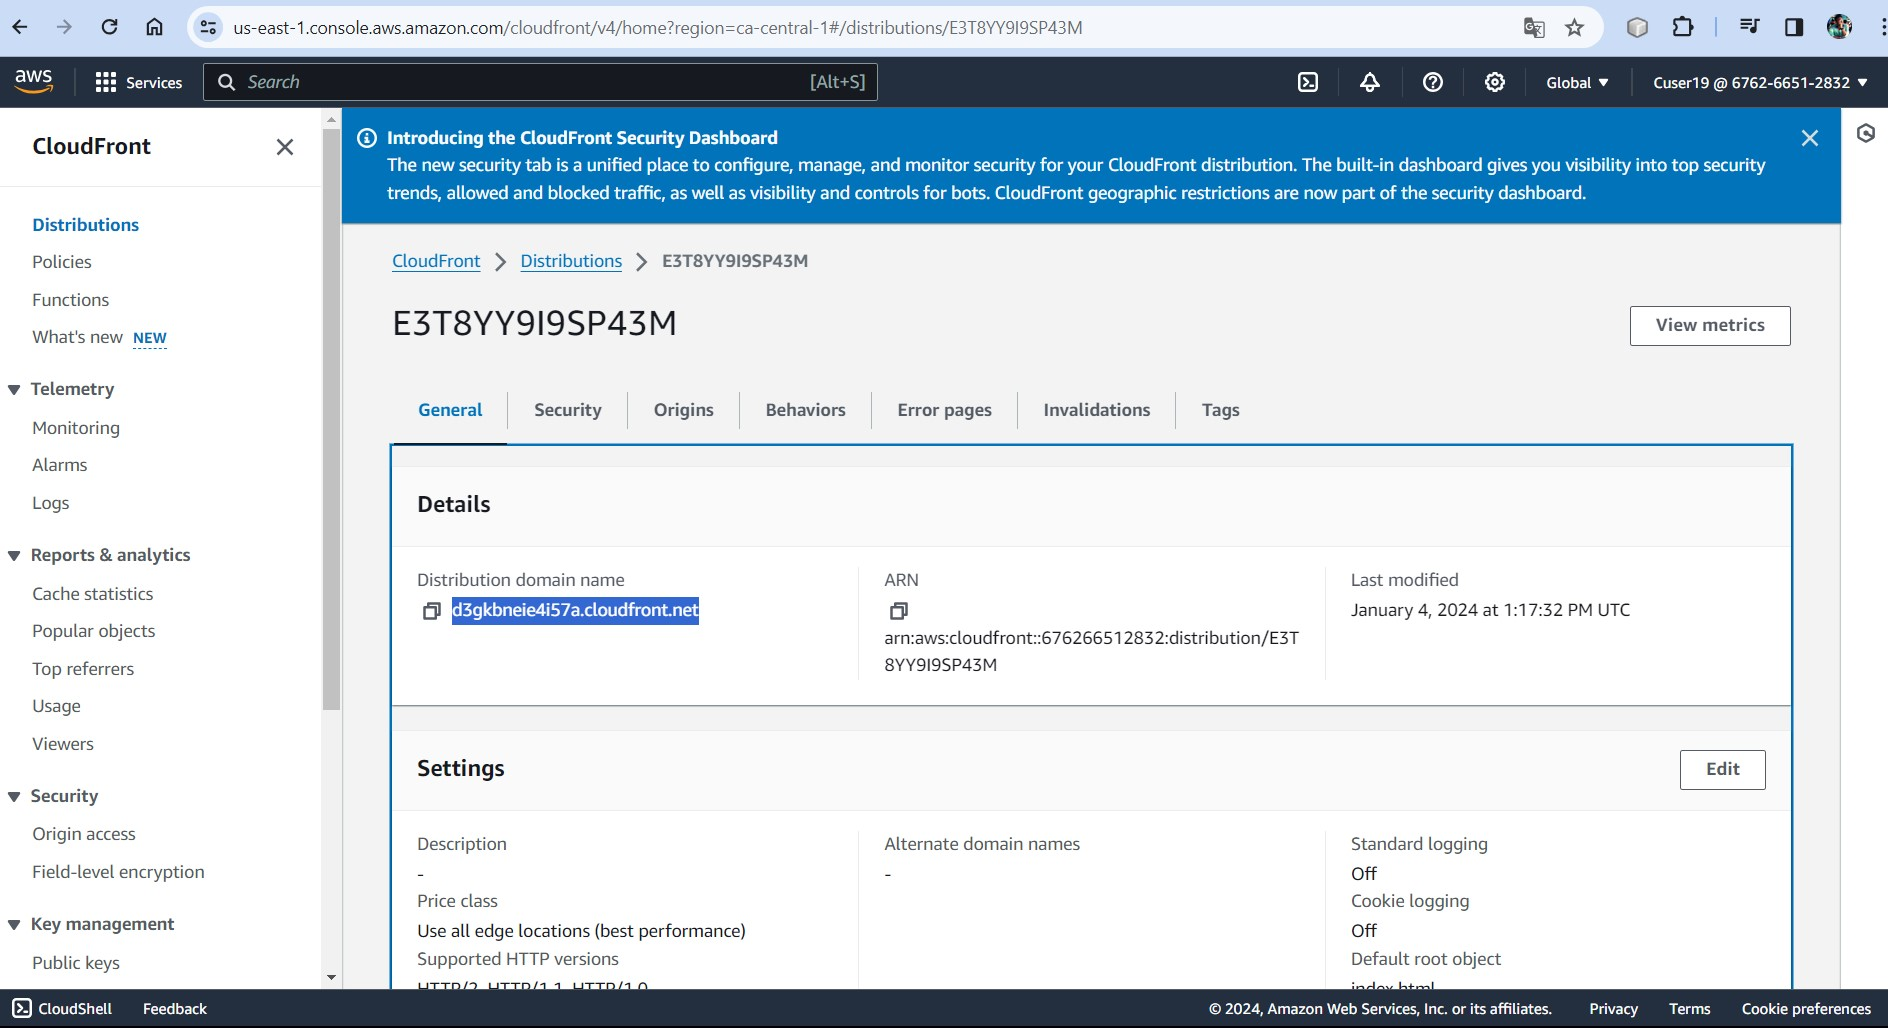 us-east-1.console.aws.amazon.com/cloudfront/v4/home?region=ca-central-1#/distributions/E3T8YY9I9SP43M
aws
Services
Search
[Alt+S]
Global
Cuser19 @ 6762-6651-2832
CloudFront
Distributions
Policies
Functions
What's new NEW
Telemetry
Monitoring
Alarms
Logs
Reports & analytics
Cache statistics
Popular objects
Top referrers
Usage
Viewers
Security
Origin access
Field-level encryption
Key management
Public keys
Introducing the CloudFront Security Dashboard
The new security tab is a unified place to configure, manage, and monitor security for your CloudFront distribution. The built-in dashboard gives you visibility into top security
trends, allowed and blocked traffic, as well as visibility and controls for bots. CloudFront geographic restrictions are now part of the security dashboard.
CloudFront
Distributions
E3T8YY9I9SP43M
E3T8YY9I9SP43M
View metrics
General
Security
Origins
Behaviors
Error pages
Invalidations
Tags
Details
Distribution domain name
d3gkbneie4i57a.cloudfront.net
ARN
arn:aws:cloudfront::676266512832:distribution/E3T
8YY9I9SP43M
Last modified
January 4, 2024 at 1:17:32 PM UTC
Settings
Edit
Description
-
Price class
Use all edge locations (best performance)
Supported HTTP versions
HTTP/2, HTTP/1.1, HTTP/1.0
Alternate domain names
-
Standard logging
Off
Cookie logging
Off
Default root object
index.html
CloudShell
Feedback
© 2024, Amazon Web Services, Inc. or its affiliates.
Privacy
Terms
Cookie preferences